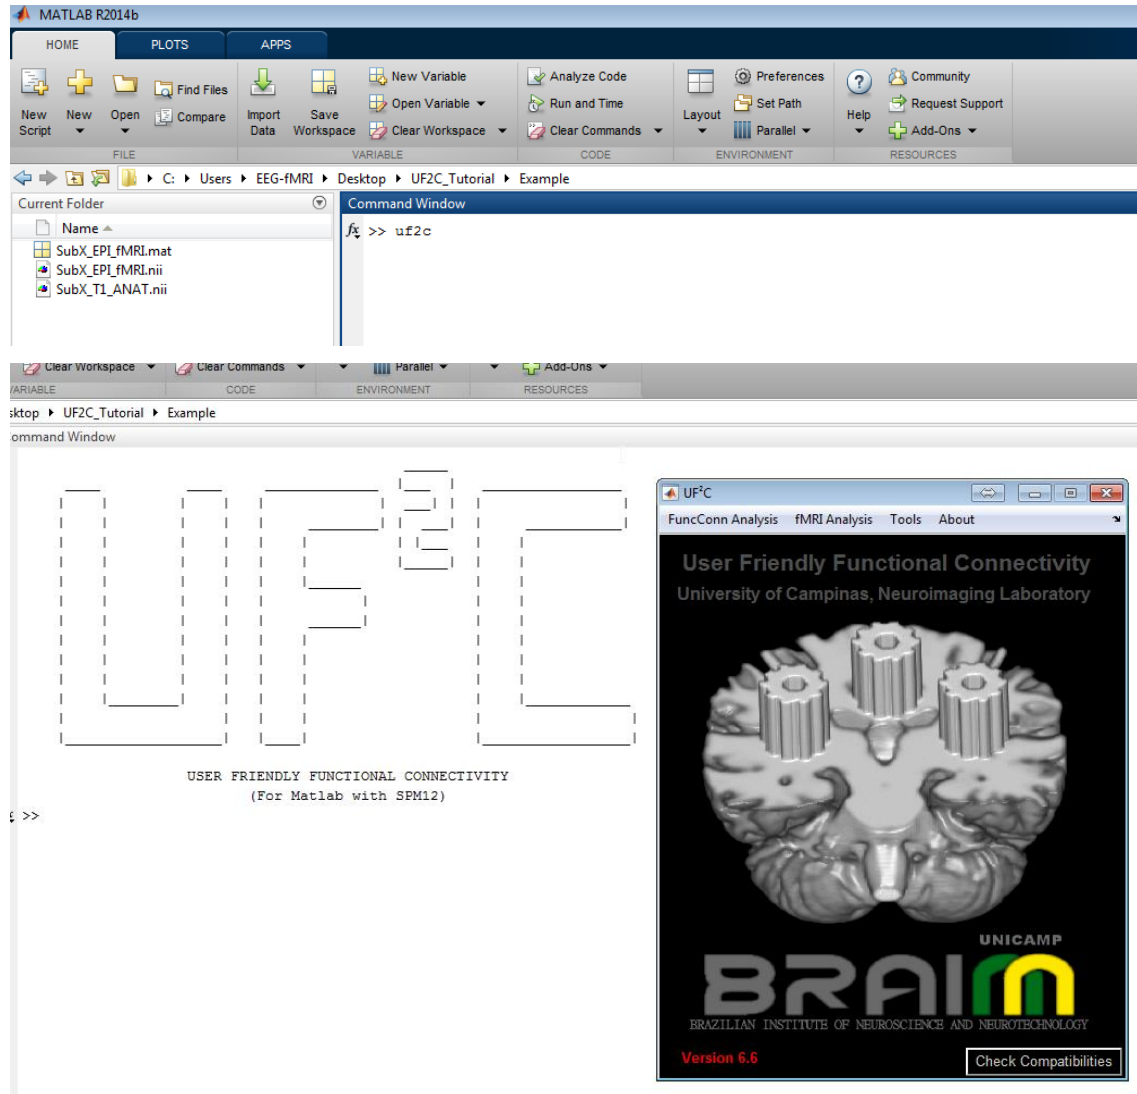 MATLAB R2014b
HOME PLOTS APPS
New Script New Open Find Files Compare Import Data Save Workspace New Variable Open Variable Clear Workspace Analyze Code Run and Time Clear Commands Layout Preferences Set Path Parallel Help Community Request Support Add-Ons
FILE VARIABLE CODE ENVIRONMENT RESOURCES
C: Users EEG-fMRI Desktop UF2C_Tutorial Example
Current Folder Command Window
Name
fx >> uf2c
SubX_EPI_fMRI.mat
SubX_EPI_fMRI.nii
SubX_T1_ANAT.nii
Clear Workspace Clear Commands Parallel Add-Ons
VARIABLE CODE ENVIRONMENT RESOURCES
sktop UF2C_Tutorial Example
ommand Window
UF2C
USER FRIENDLY FUNCTIONAL CONNECTIVITY
(For Matlab with SPM12)
>>
UF²C
FuncConn Analysis fMRI Analysis Tools About
User Friendly Functional Connectivity
University of Campinas, Neuroimaging Laboratory
UNICAMP
BRAINN
BRAZILIAN INSTITUTE OF NEUROSCIENCE AND NEUROTECHNOLOGY
Version 6.6
Check Compatibilities